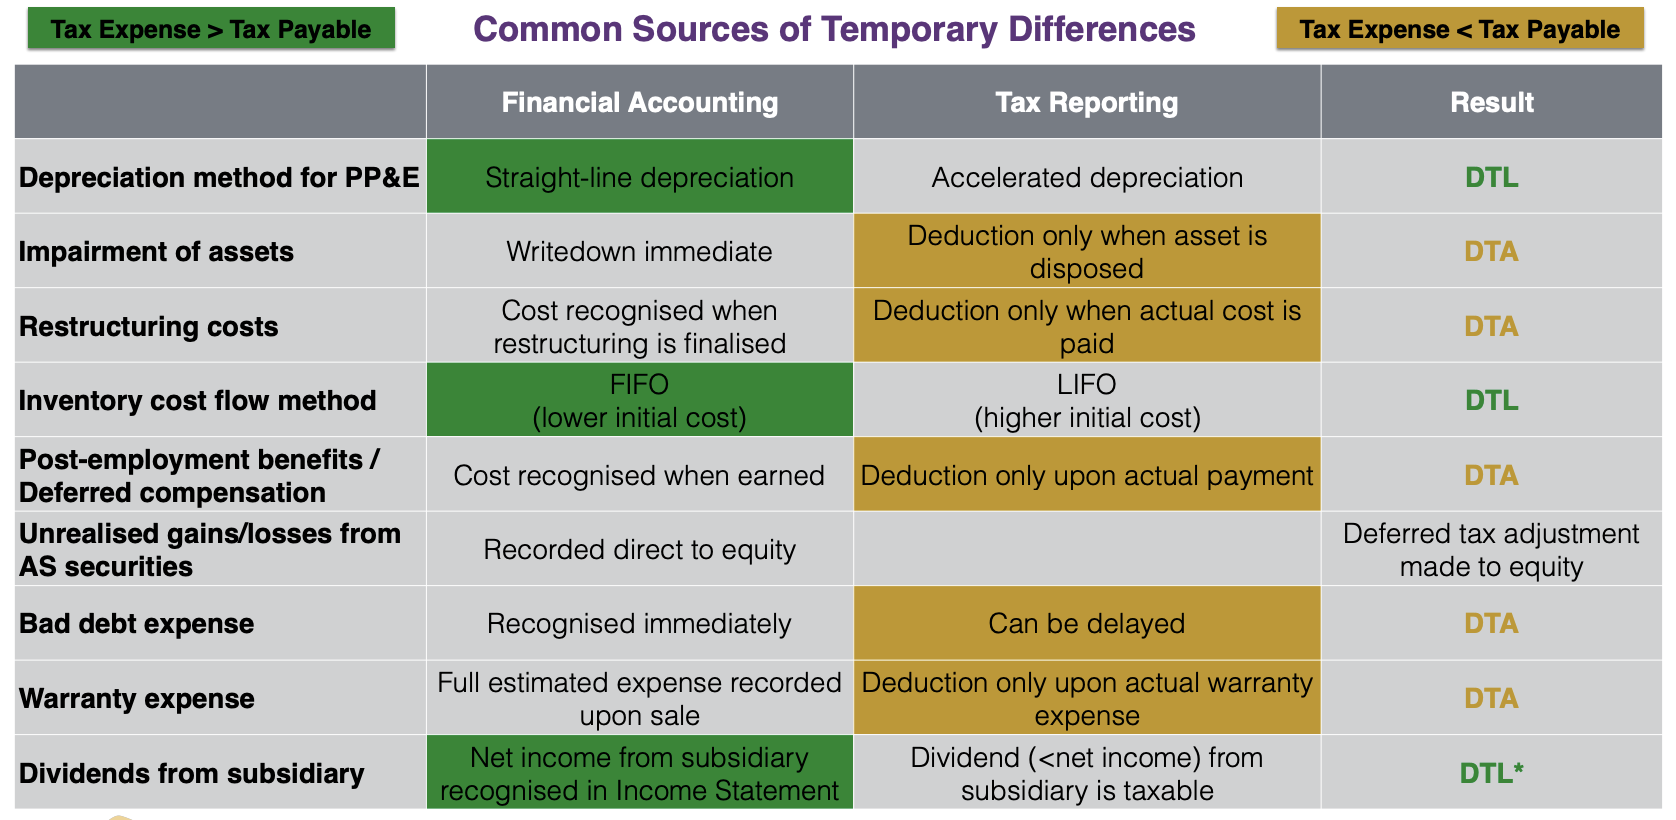 Tax Expense > Tax Payable
Common Sources of Temporary Differences
Tax Expense < Tax Payable
Financial Accounting
Tax Reporting
Result
Depreciation method for PP&E
Straight-line depreciation
Accelerated depreciation
DTL
Impairment of assets
Writedown immediate
Deduction only when asset is
disposed
DTA
Restructuring costs
Cost recognised when
restructuring is finalised
Deduction only when actual cost is
paid
DTA
Inventory cost flow method
FIFO
(lower initial cost)
LIFO
(higher initial cost)
DTL
Post-employment benefits /
Deferred compensation
Cost recognised when earned
Deduction only upon actual payment
DTA
Unrealised gains/losses from
AS securities
Recorded direct to equity
Deferred tax adjustment
made to equity
Bad debt expense
Recognised immediately
Can be delayed
DTA
Warranty expense
Full estimated expense recorded
upon sale
Deduction only upon actual warranty
expense
DTA
Dividends from subsidiary
Net income from subsidiary
recognised in Income Statement
Dividend (<net income) from
subsidiary is taxable
DTL*